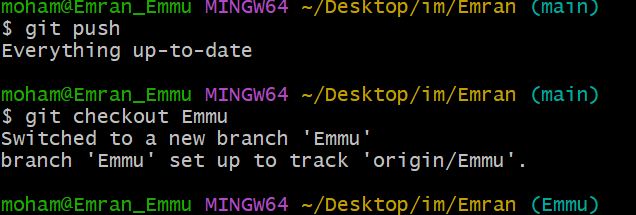 moham@Emran_Emmu MINGW64 ~/Desktop/im/Emran (main)
$ git push
Everything up-to-date
moham@Emran_Emmu MINGW64 ~/Desktop/im/Emran (main)
$ git checkout Emmu
Switched to a new branch 'Emmu'
branch 'Emmu' set up to track 'origin/Emmu'.
moham@Emran_Emmu MINGW64 ~/Desktop/im/Emran (Emmu)